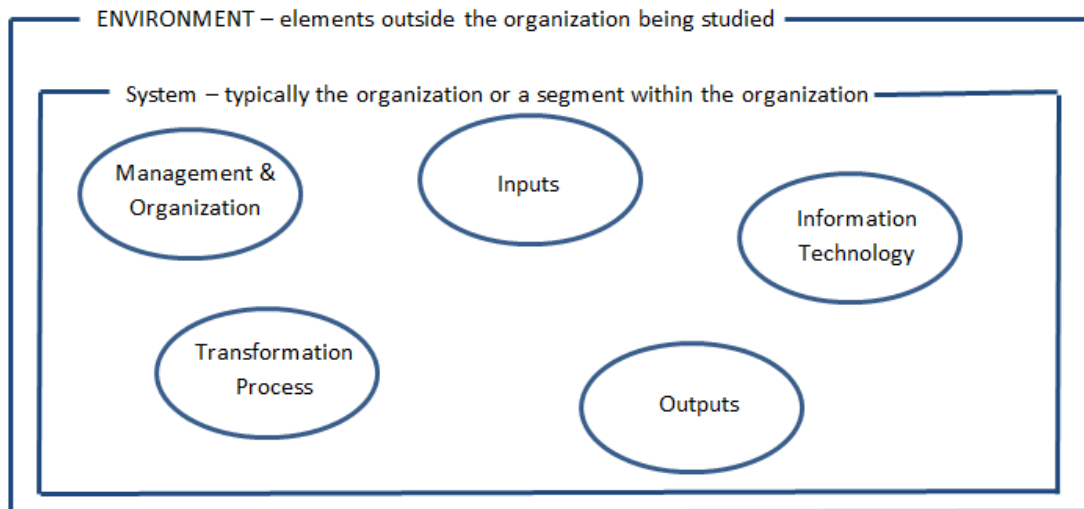 ENVIRONMENT – elements outside the organization being studied
System – typically the organization or a segment within the organization
Management &
Organization
Inputs
Information
Technology
Transformation
Process
Outputs